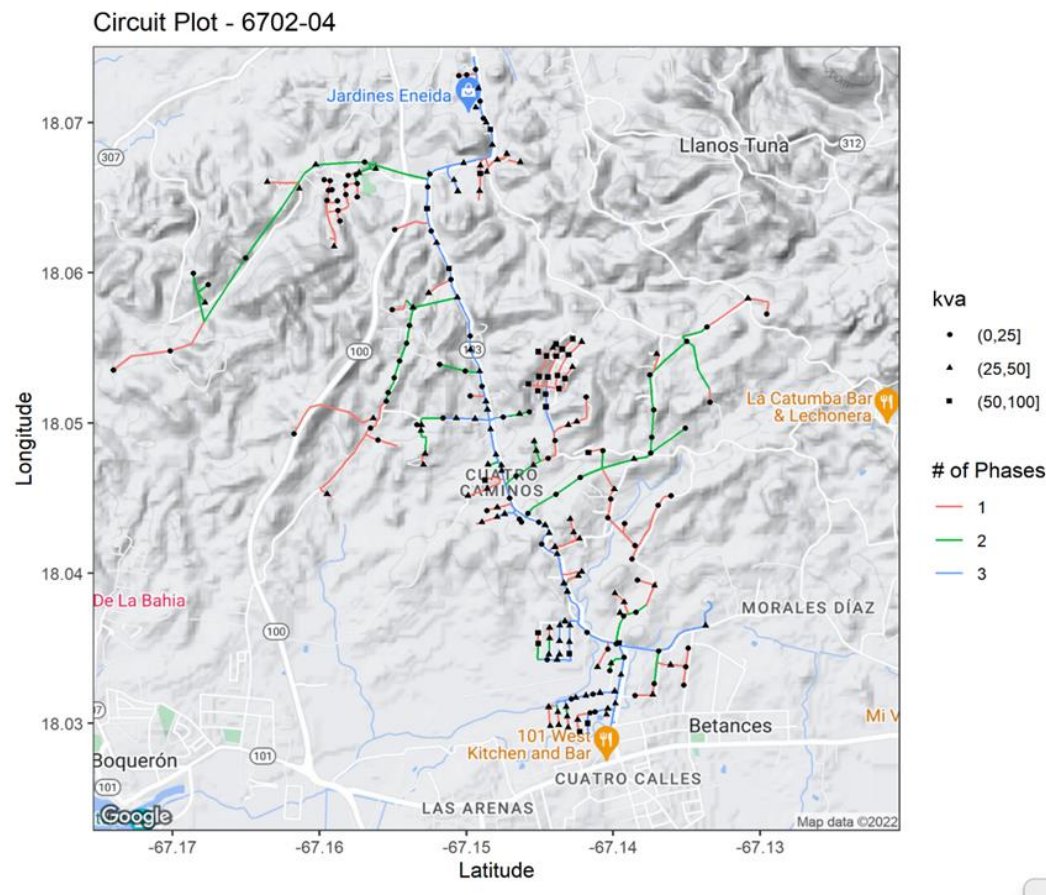 Circuit Plot - 6702-04
Jardines Eneida
307
Llanos Tuna
312
18.07
18.06
18.05
18.04
18.03
Longitude
100
103
La Catumba Bar
& Lechonera
CUATRO
CAMINOS
De La Bahia
100
MORALES DÍAZ
Betances
Mi V
101 West
Kitchen and Bar
Boquerón
101
101
CUATRO CALLES
LAS ARENAS
Google
Map data ©2022
-67.17
-67.16
-67.15
-67.14
-67.13
Latitude
kva
(0,25]
(25,50]
(50,100]
# of Phases
1
2
3